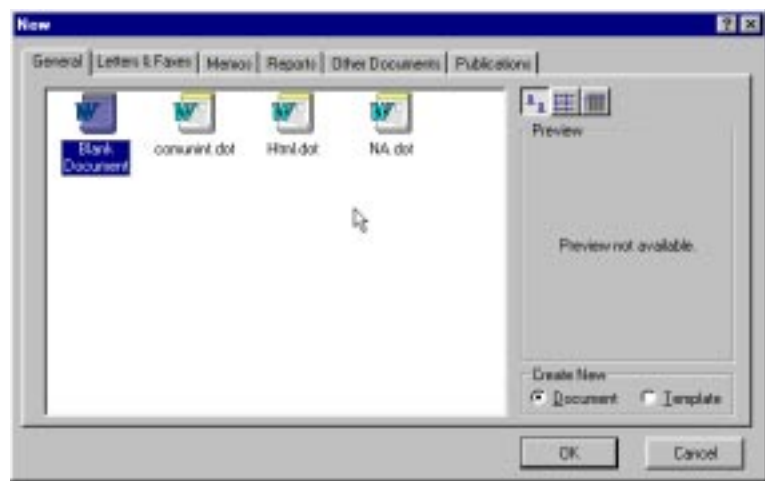 New
General Letters & Faxes Memos Reports Other Documents Publications
Blank Document
comunint.dot
Html.dot
NA.dot
Preview
Preview not available.
Create New
Document Template
OK Cancel